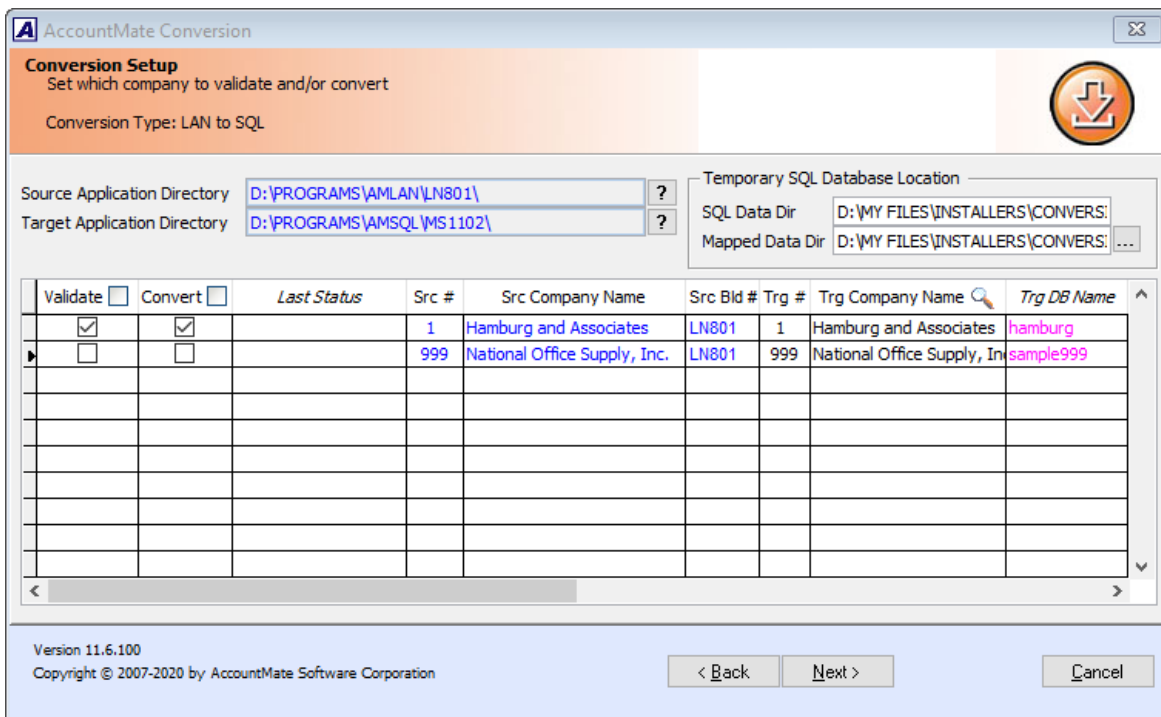 AccountMate Conversion
Conversion Setup
Set which company to validate and/or convert
Conversion Type: LAN to SQL
Source Application Directory D:\PROGRAMS\AMLAN\LN801\ ?
Target Application Directory D:\PROGRAMS\AMSQL\MS1102\ ?
Temporary SQL Database Location
SQL Data Dir D:\MY FILES\INSTALLERS\CONVERS
Mapped Data Dir D:\MY FILES\INSTALLERS\CONVERS ...
Validate Convert Last Status Src # Src Company Name Src Bld # Trg # Trg Company Name Trg DB Name
1 Hamburg and Associates LN801 1 Hamburg and Associates hamburg
999 National Office Supply, Inc. LN801 999 National Office Supply, In sample999
Version 11.6.100
Copyright © 2007-2020 by AccountMate Software Corporation
< Back Next > Cancel